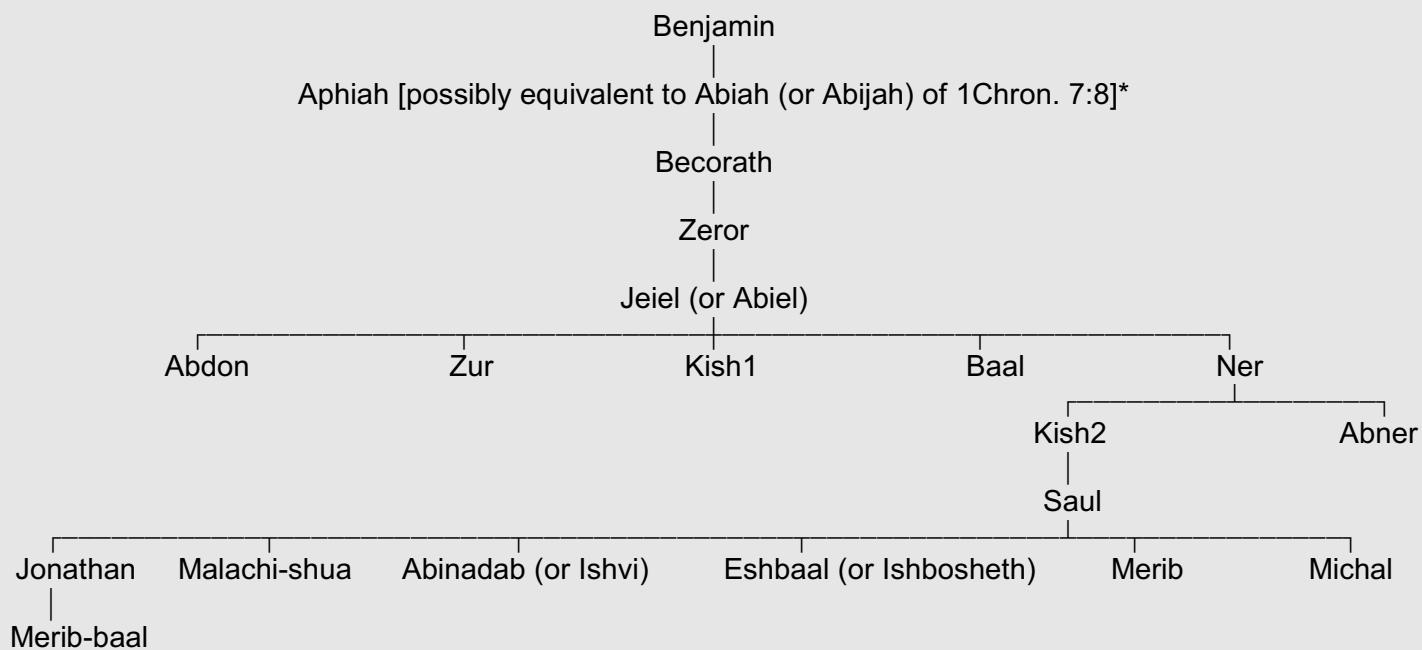 Benjamin
Aphiah [possibly equivalent to Abiah (or Abijah) of 1Chron. 7:8]*
Becorath
Zeror
Jeiel (or Abiel)
Abdon Zur Kish1 Baal Ner
Kish2 Abner
Saul
Jonathan Malachi-shua Abinadab (or Ishvi) Eshbaal (or Ishbosheth) Merib Michal
Merib-baal